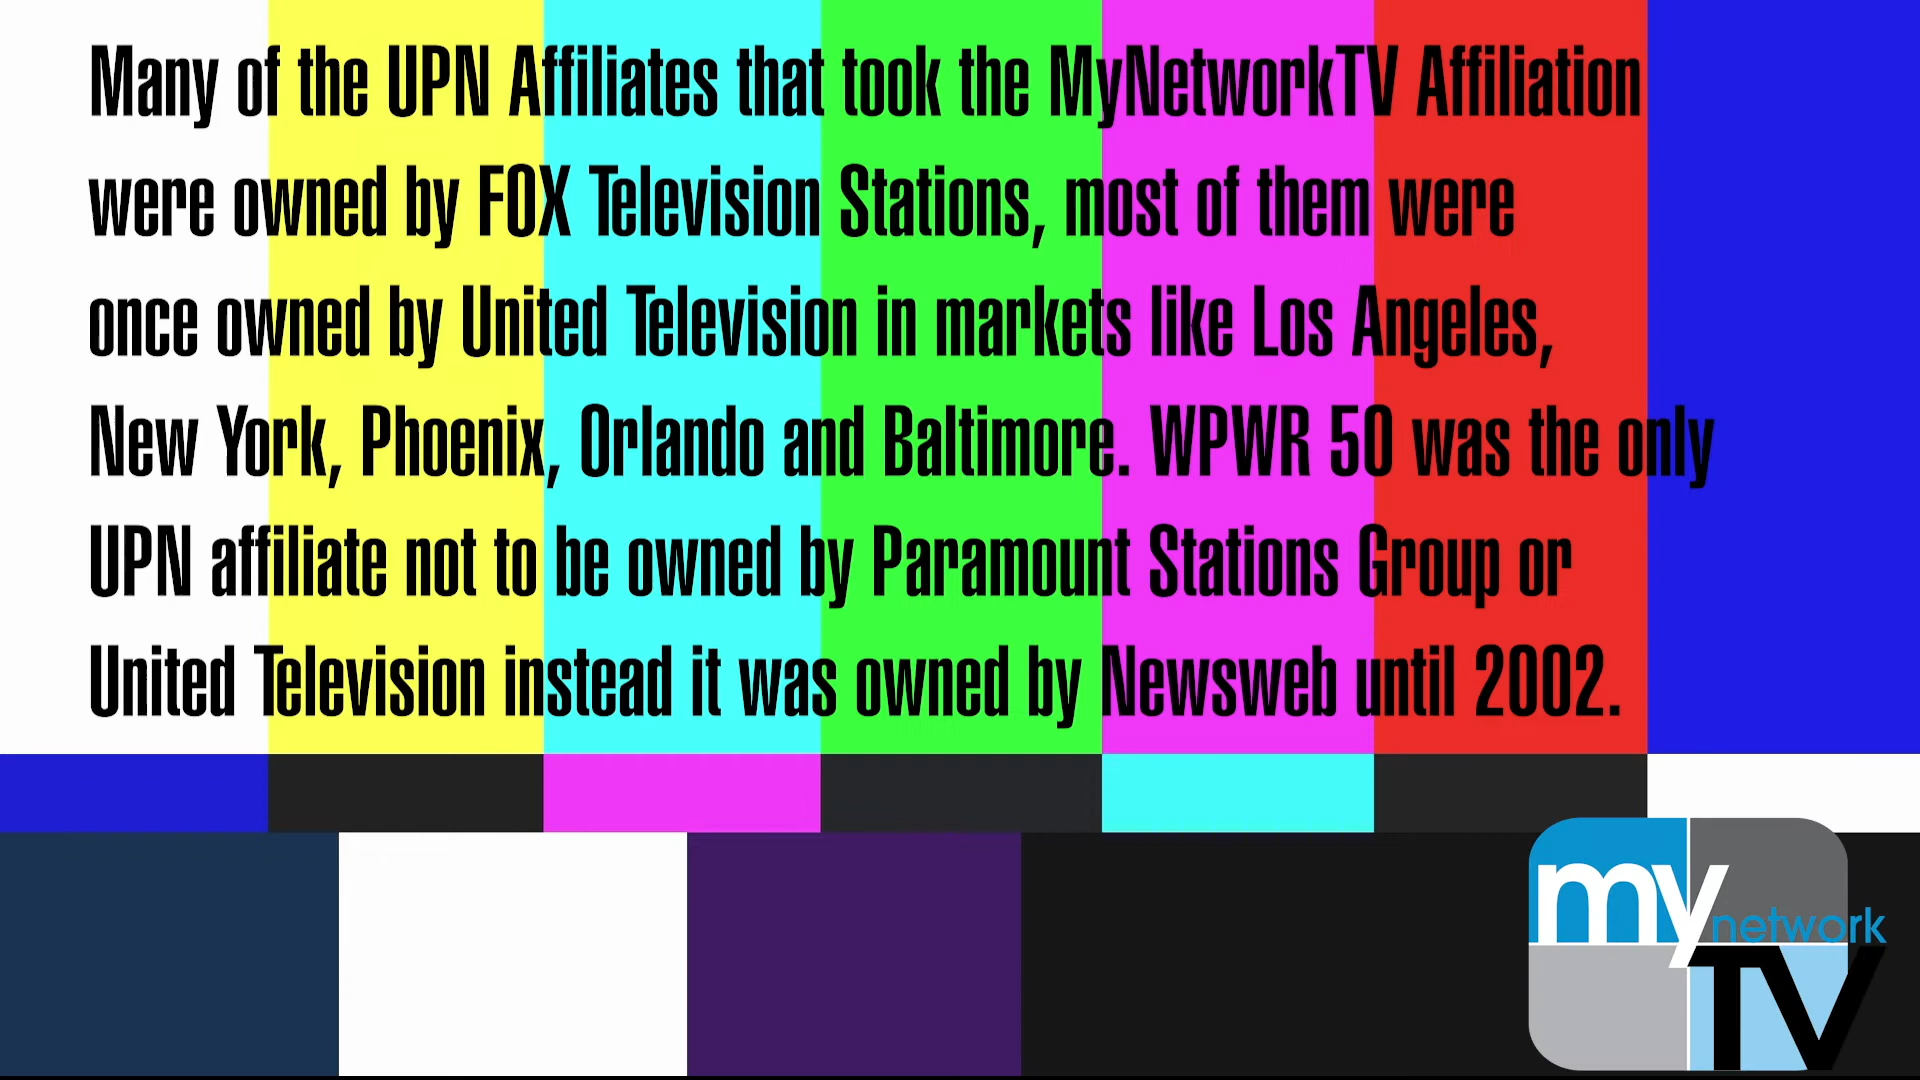 Many of the UPN Affiliates that took the MyNetworkTV Affiliation
were owned by FOX Television Stations, most of them were
once owned by United Television in markets like Los Angeles,
New York, Phoenix, Orlando and Baltimore. WPWR 50 was the only
UPN affiliate not to be owned by Paramount Stations Group or
United Television instead it was owned by Newsweb until 2002.
my
network
TV